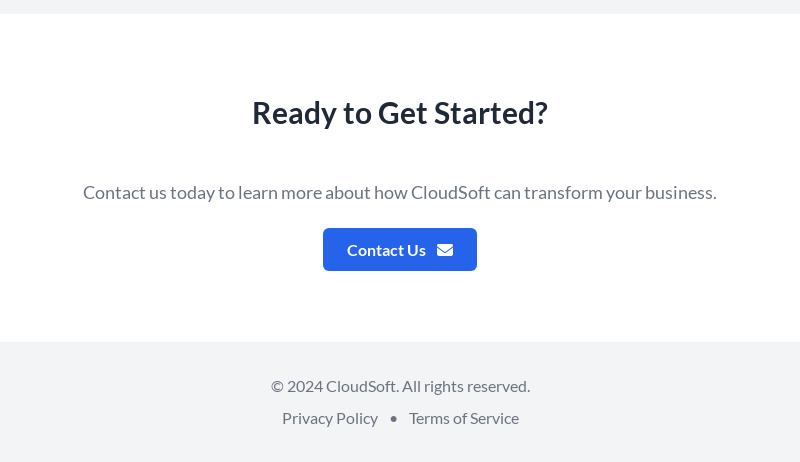 Ready to Get Started?
Contact us today to learn more about how CloudSoft can transform your business.
Contact Us
© 2024 CloudSoft. All rights reserved.
Privacy Policy • Terms of Service